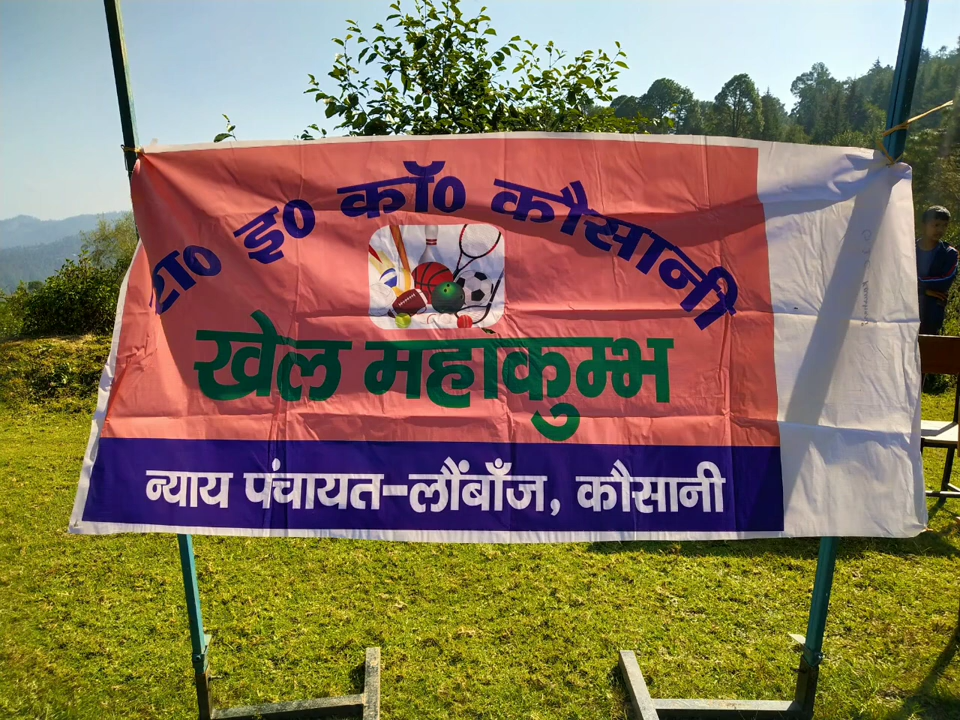 रा० इ० कॉ० कौसानी
खेल महाकुम्भ
न्याय पंचायत-लौंबाँज, कौसानी